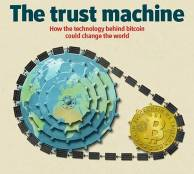 The trust machine
How the technology behind bitcoin
could change the world